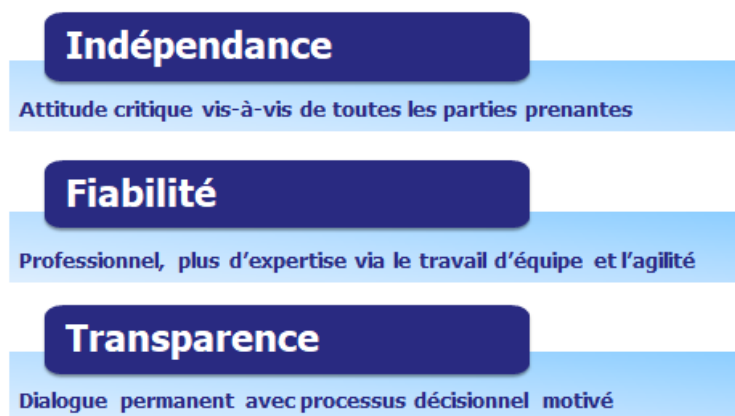 Indépendance
Attitude critique vis-à-vis de toutes les parties prenantes
Fiabilité
Professionnel, plus d’expertise via le travail d’équipe et l’agilité
Transparence
Dialogue permanent avec processus décisionnel motivé